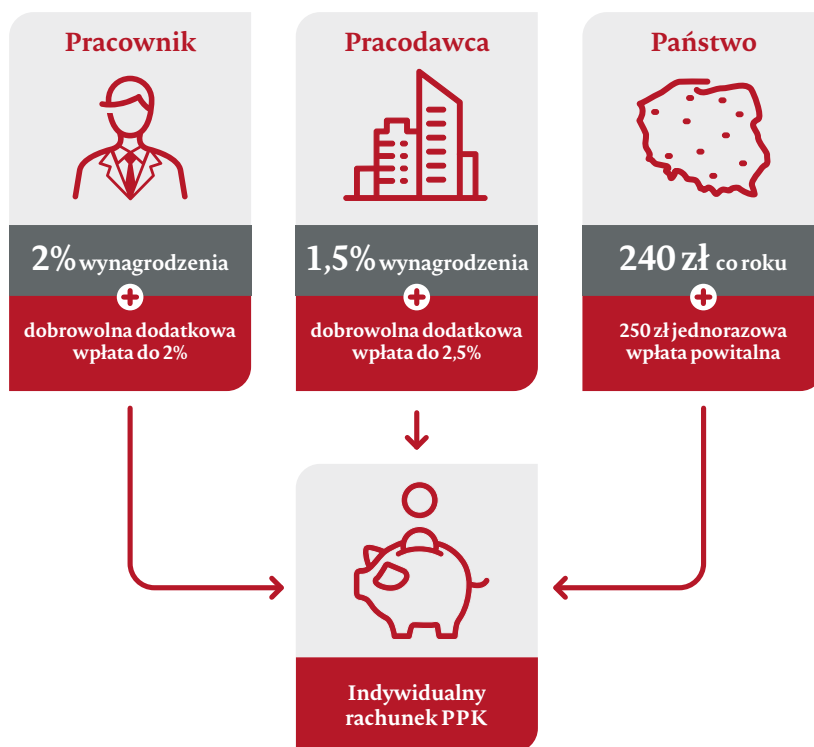 Pracownik
2% wynagrodzenia
dobrowolna dodatkowa
wpłata do 2%
Pracodawca
1,5% wynagrodzenia
dobrowolna dodatkowa
wpłata do 2,5%
Państwo
240 zł co roku
250 zł jednorazowa
wpłata powitalna
Indywidualny
rachunek PPK